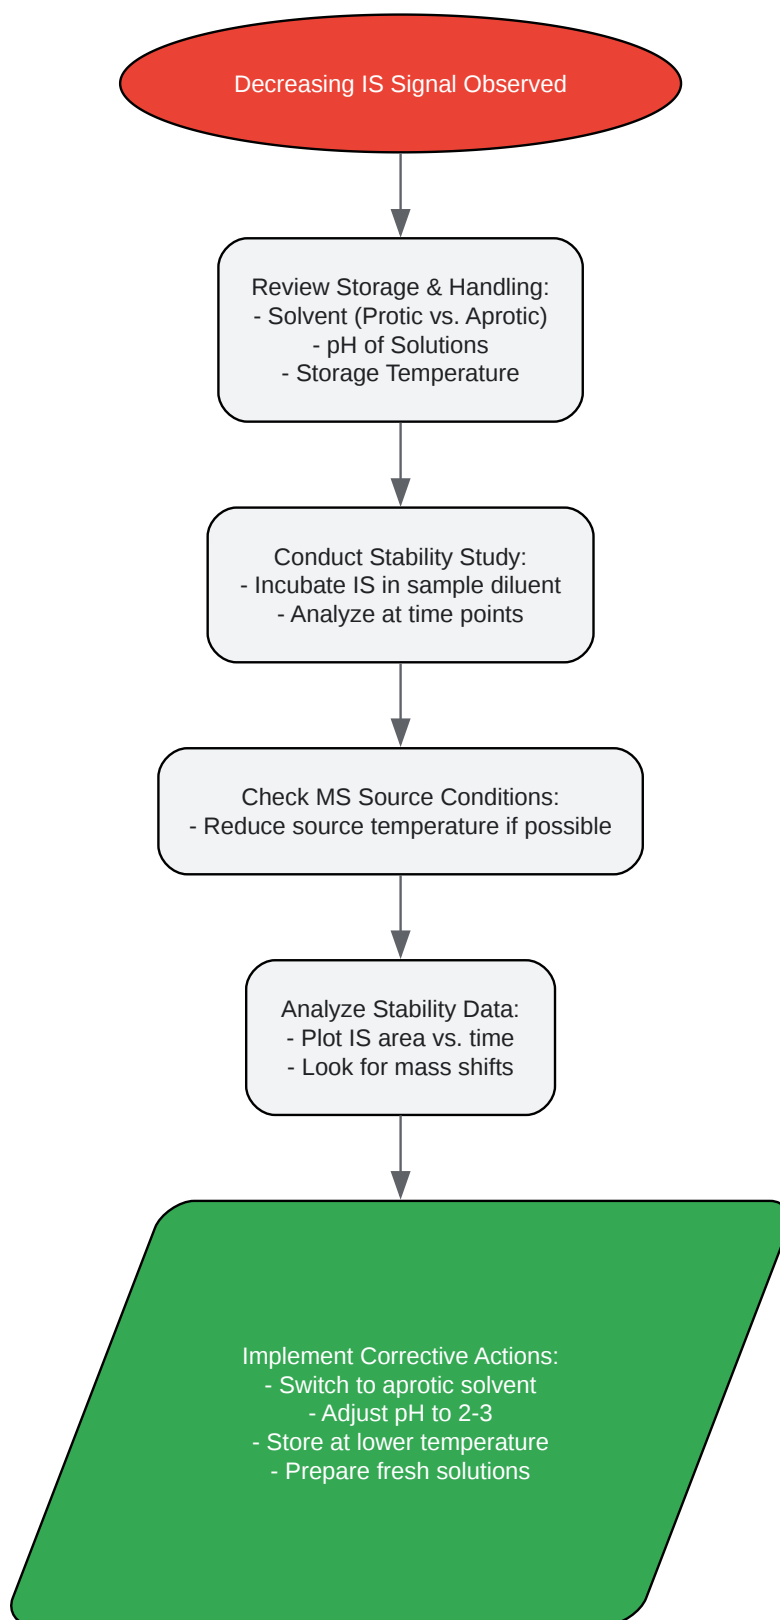 Decreasing IS Signal Observed
Review Storage & Handling:
- Solvent (Protic vs. Aprotic)
- pH of Solutions
- Storage Temperature
Conduct Stability Study:
- Incubate IS in sample diluent
- Analyze at time points
Check MS Source Conditions:
- Reduce source temperature if possible
Analyze Stability Data:
- Plot IS area vs. time
- Look for mass shifts
Implement Corrective Actions:
- Switch to aprotic solvent
- Adjust pH to 2-3
- Store at lower temperature
- Prepare fresh solutions